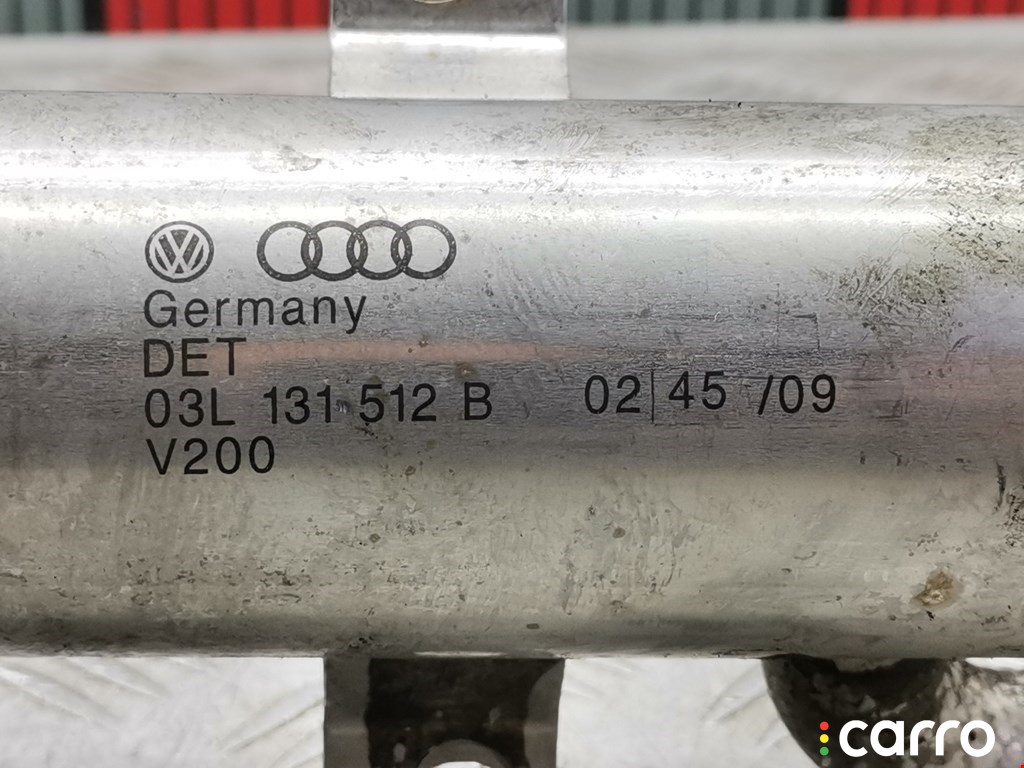 Germany
DET
03L 131 512 B 02|45 /09
V200
carro